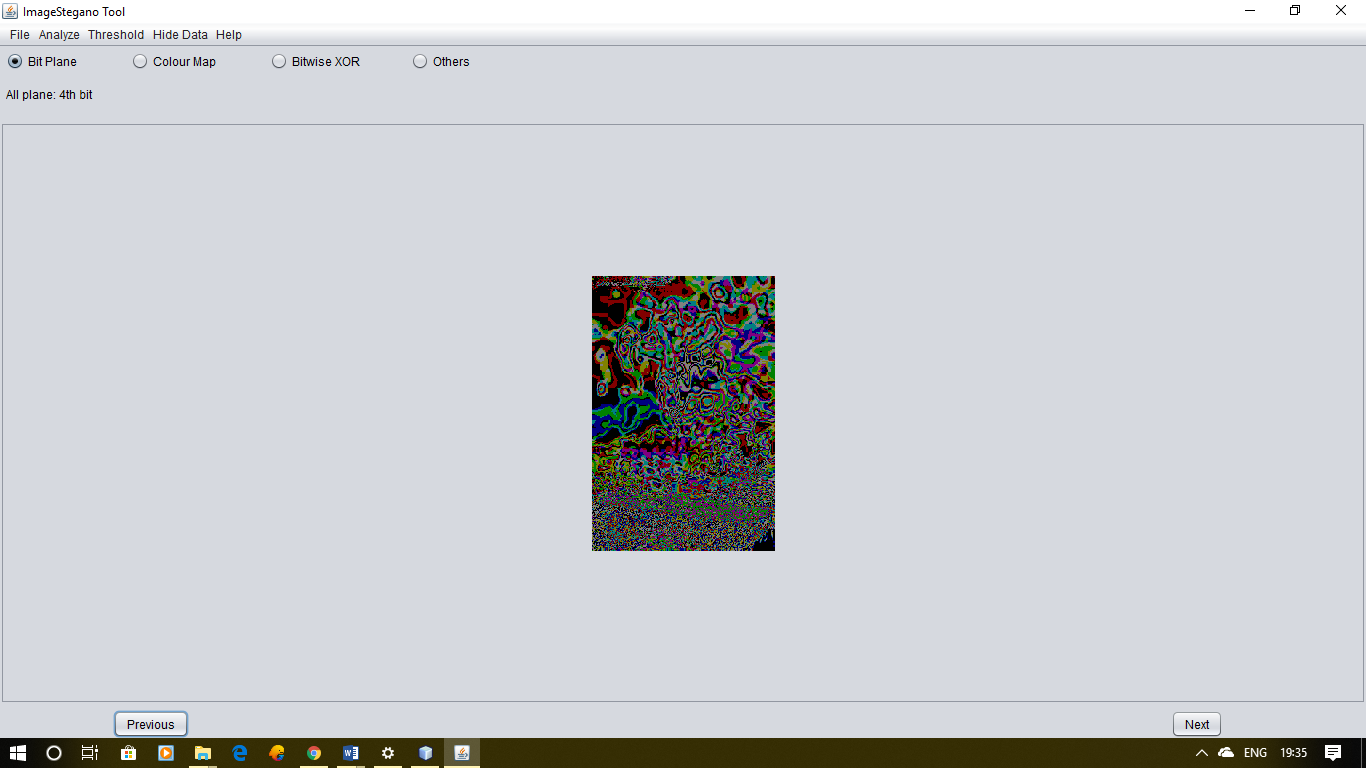 ImageStegano Tool
File Analyze Threshold Hide Data Help
Bit Plane Colour Map Bitwise XOR Others
All plane: 4th bit
Previous Next
ENG 19:35